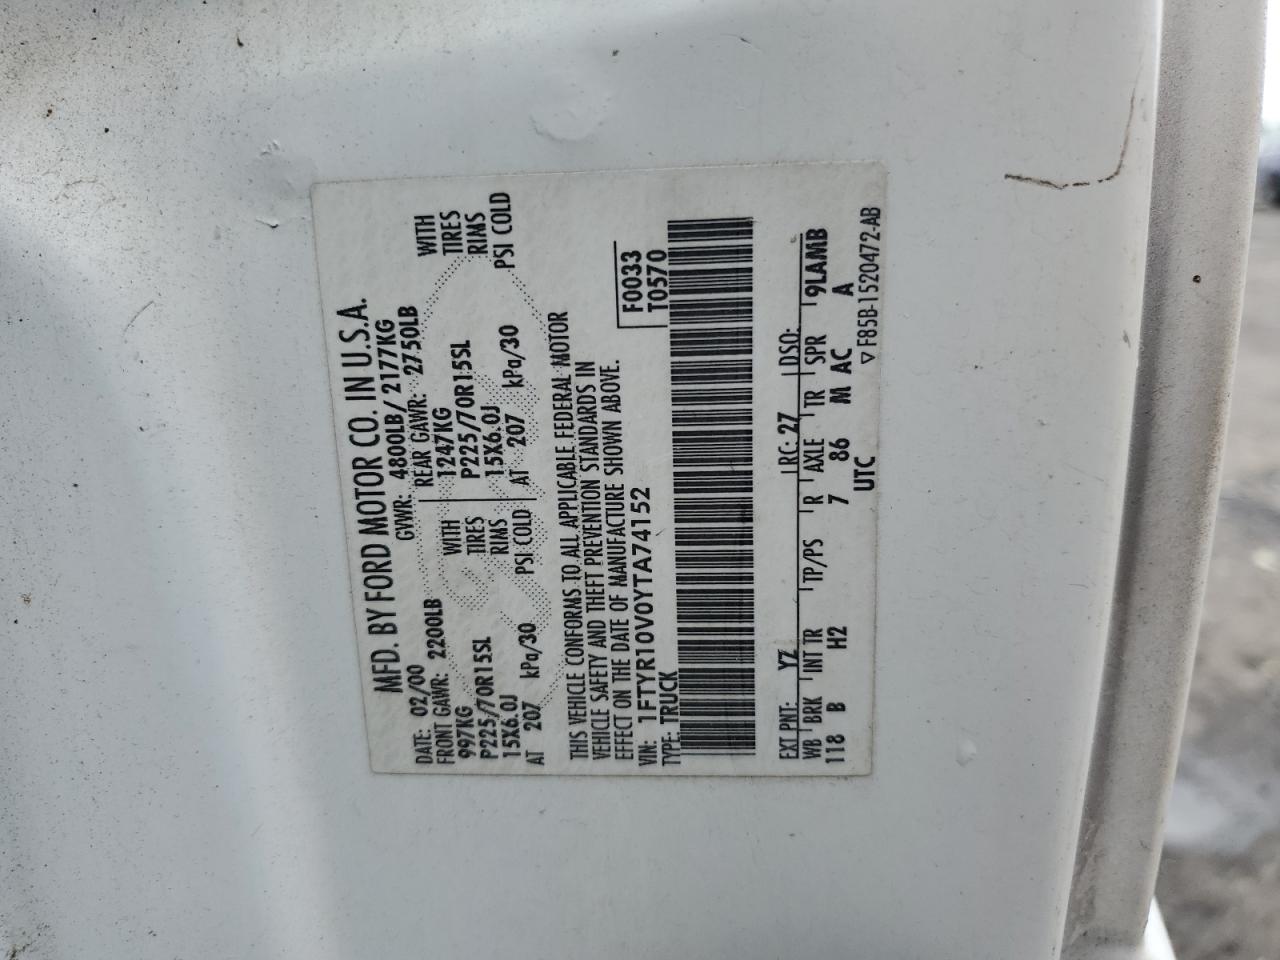 MFD. BY FORD MOTOR CO. IN U.S.A.
DATE: 02/00 GVWR: 4800LB/ 2177KG
FRONT GAWR: 2200LB REAR GAWR: 2750LB
997KG WITH 1247KG WITH
P225/70R15SL TIRES P225/70R15SL TIRES
15X6.0J RIMS 15X6.0J RIMS
AT 207 kPa/30 PSI COLD AT 207 kPa/30 PSI COLD
THIS VEHICLE CONFORMS TO ALL APPLICABLE FEDERAL MOTOR
VEHICLE SAFETY AND THEFT PREVENTION STANDARDS IN
EFFECT ON THE DATE OF MANUFACTURE SHOWN ABOVE.
VIN: 1FTYR10V0YTA74152 F0033
TYPE: TRUCK T0570
EXT PNT: YZ RC: 27 DSO:
WB BRK INT TR TP/PS R AXLE TR SPR 9LAMB
118 B H2 7 86 M AC A
UTC ▽ F85B-1520472-AB